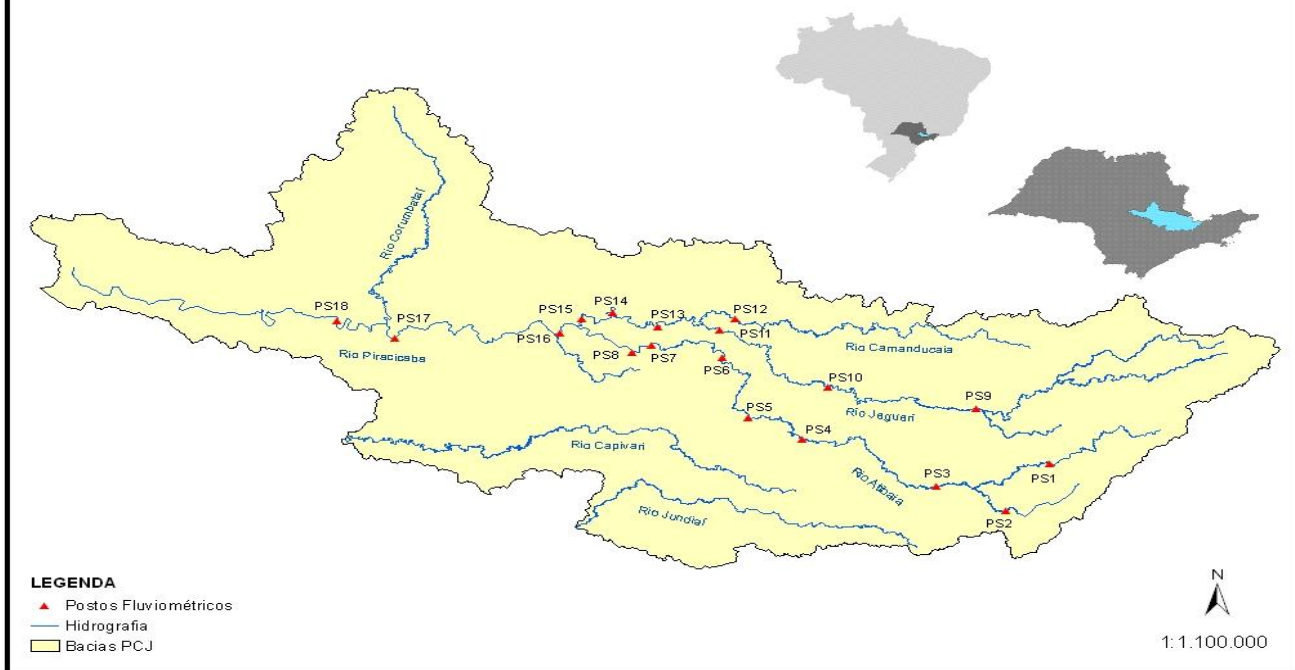 Rio Corumbataí
PS18
PS17
Rio Piracicaba
PS15
PS14
PS16
PS13
PS12
PS11
PS8
PS7
PS6
Rio Camanducaia
PS10
PS9
PS5
Rio Jaguari
PS4
Rio Capivari
PS3
PS1
Rio Atibaia
PS2
Rio Jundiaí
LEGENDA
Postos Fluviométricos
Hidrografia
Bacias PCJ
N
1:1.100.000